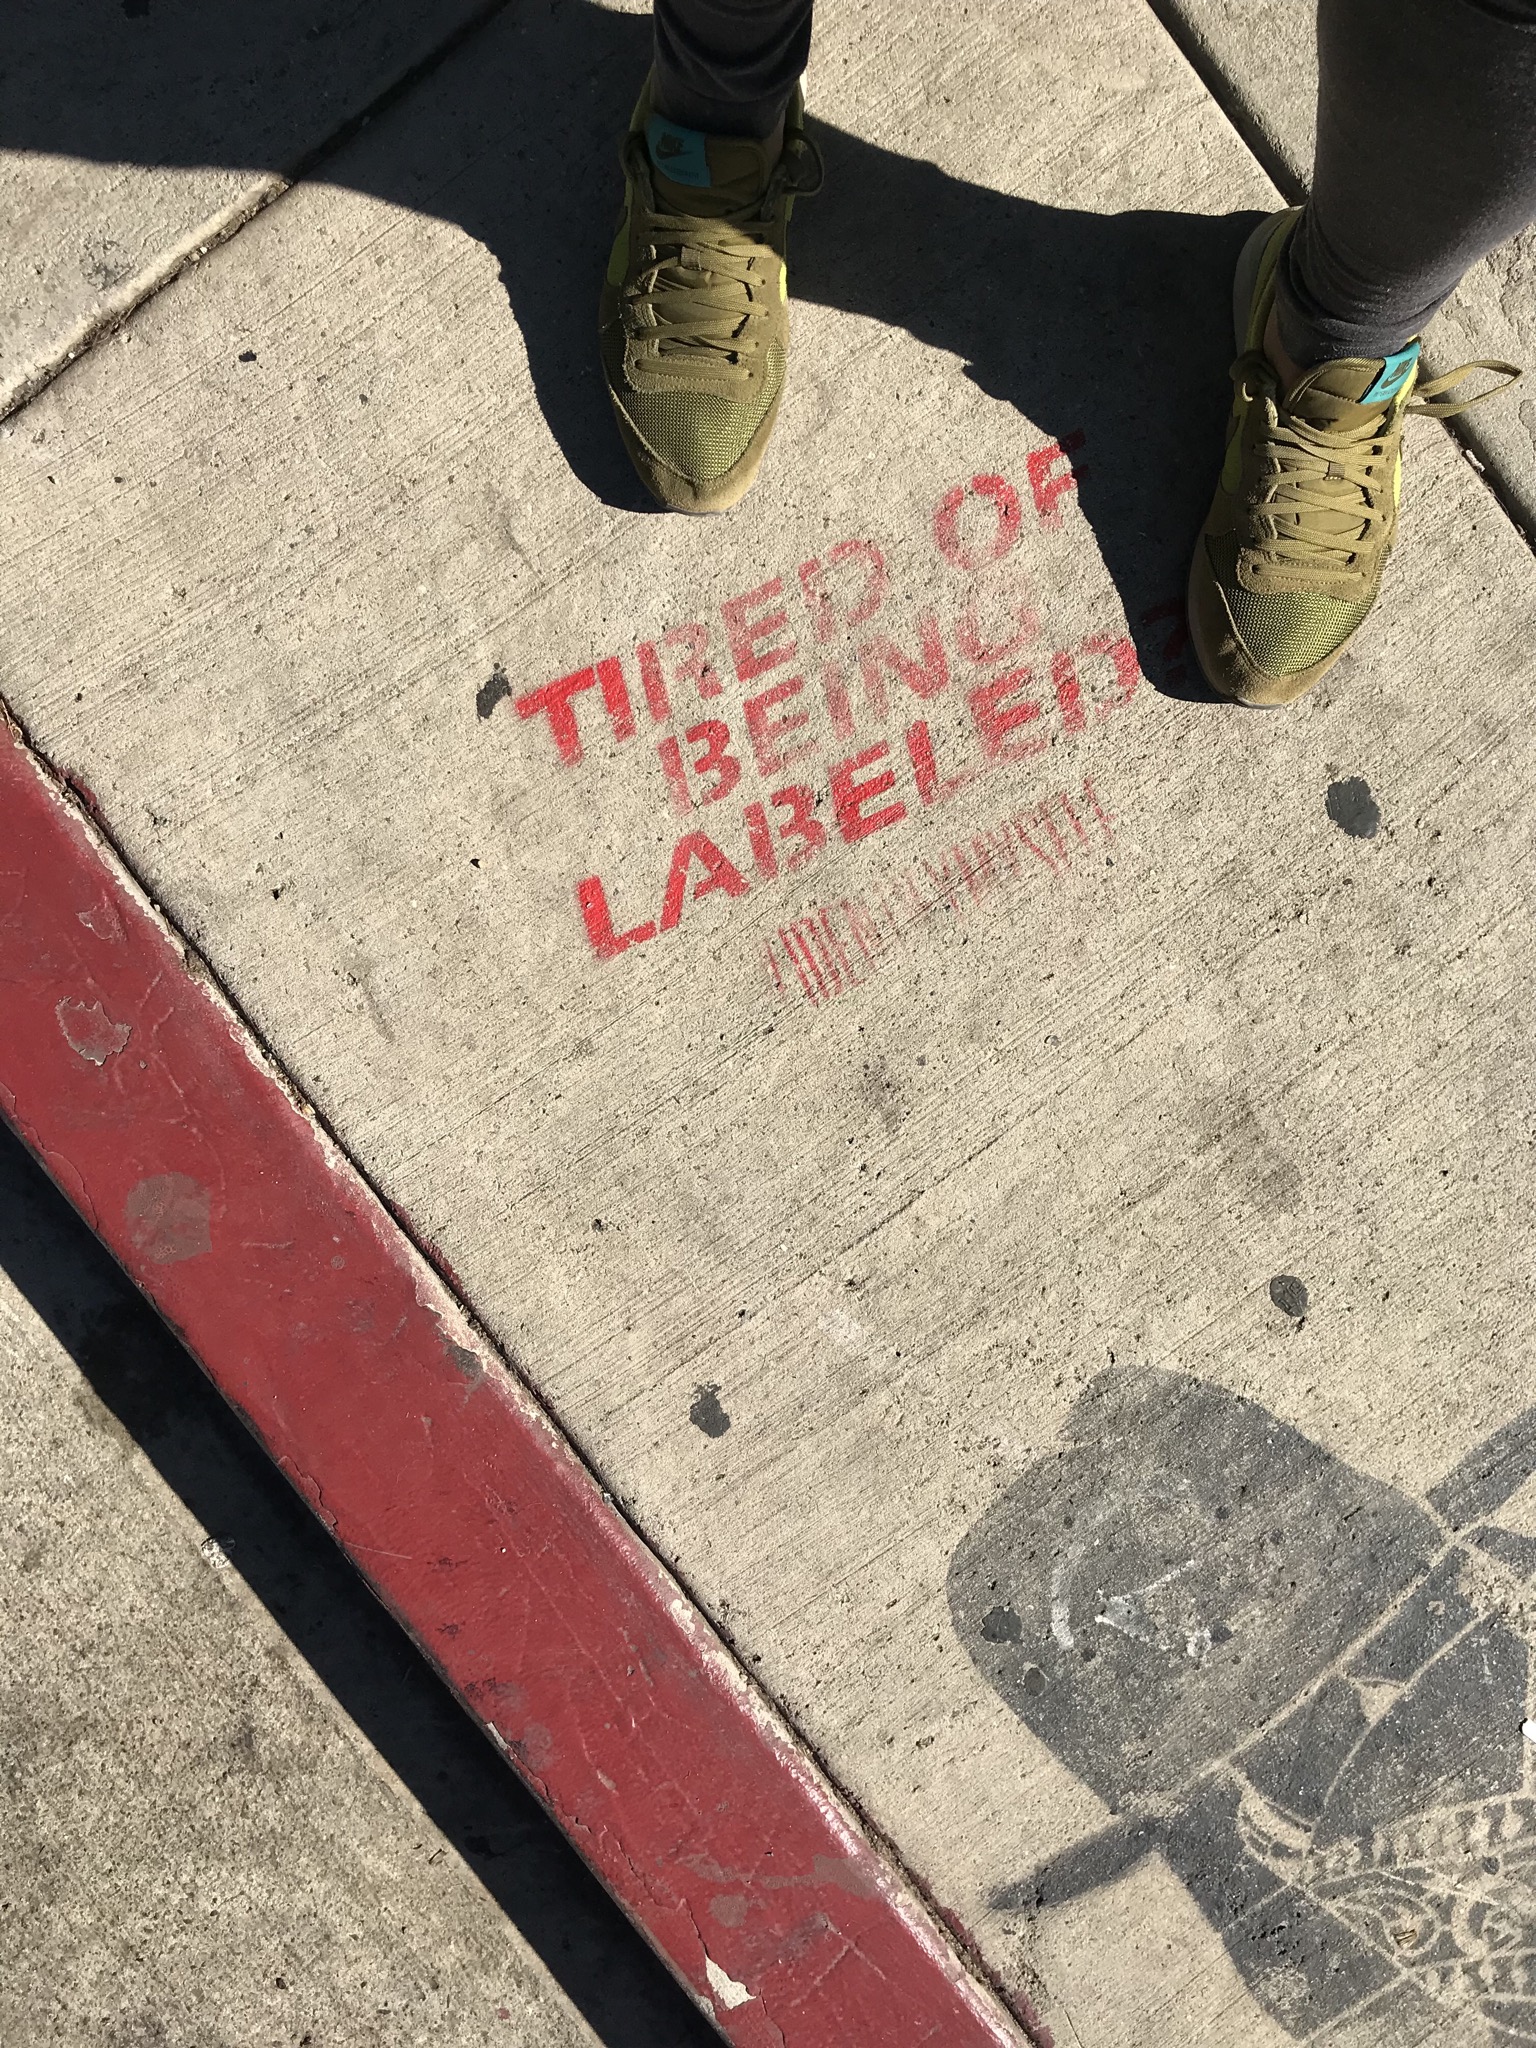 TIRED OF
BEING
LABELED?